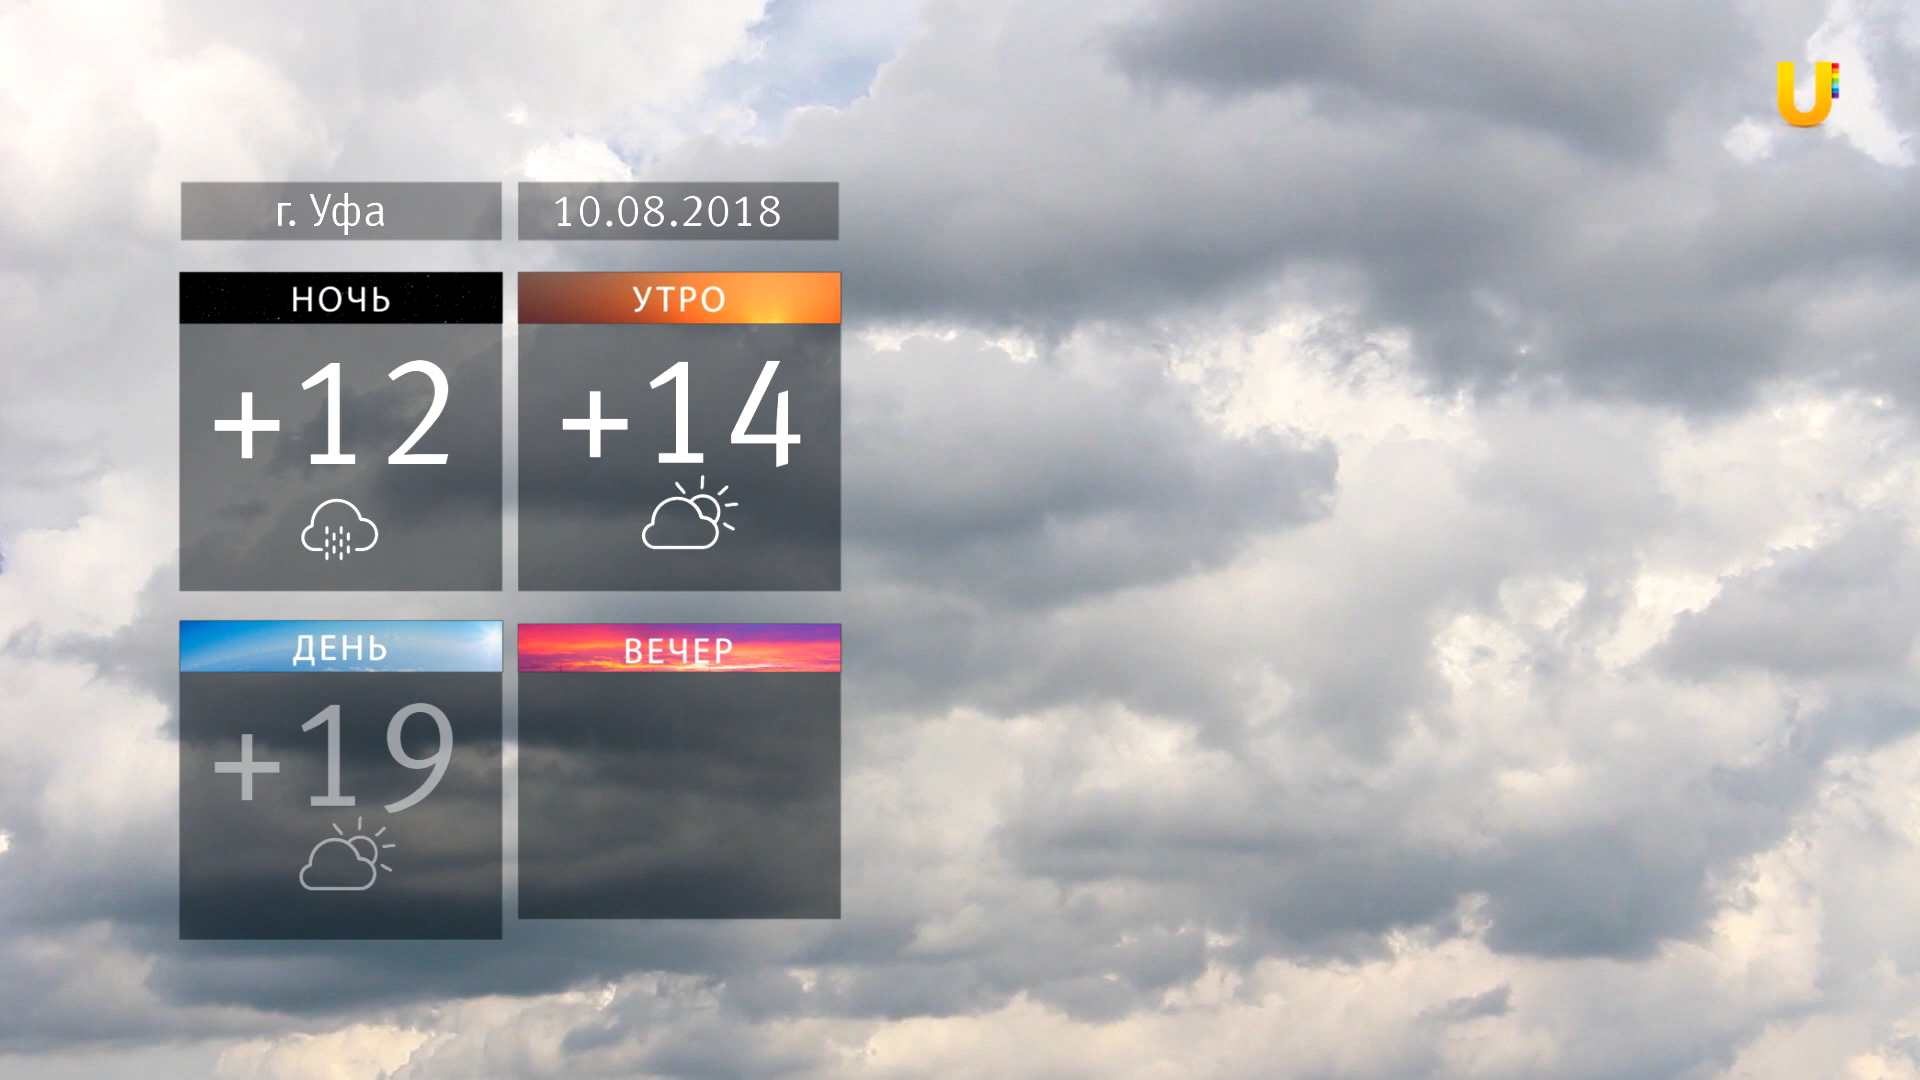 U
г. Уфа
10.08.2018
НОЧЬ
УТРО
+12
+14
ДЕНЬ
ВЕЧЕР
+19